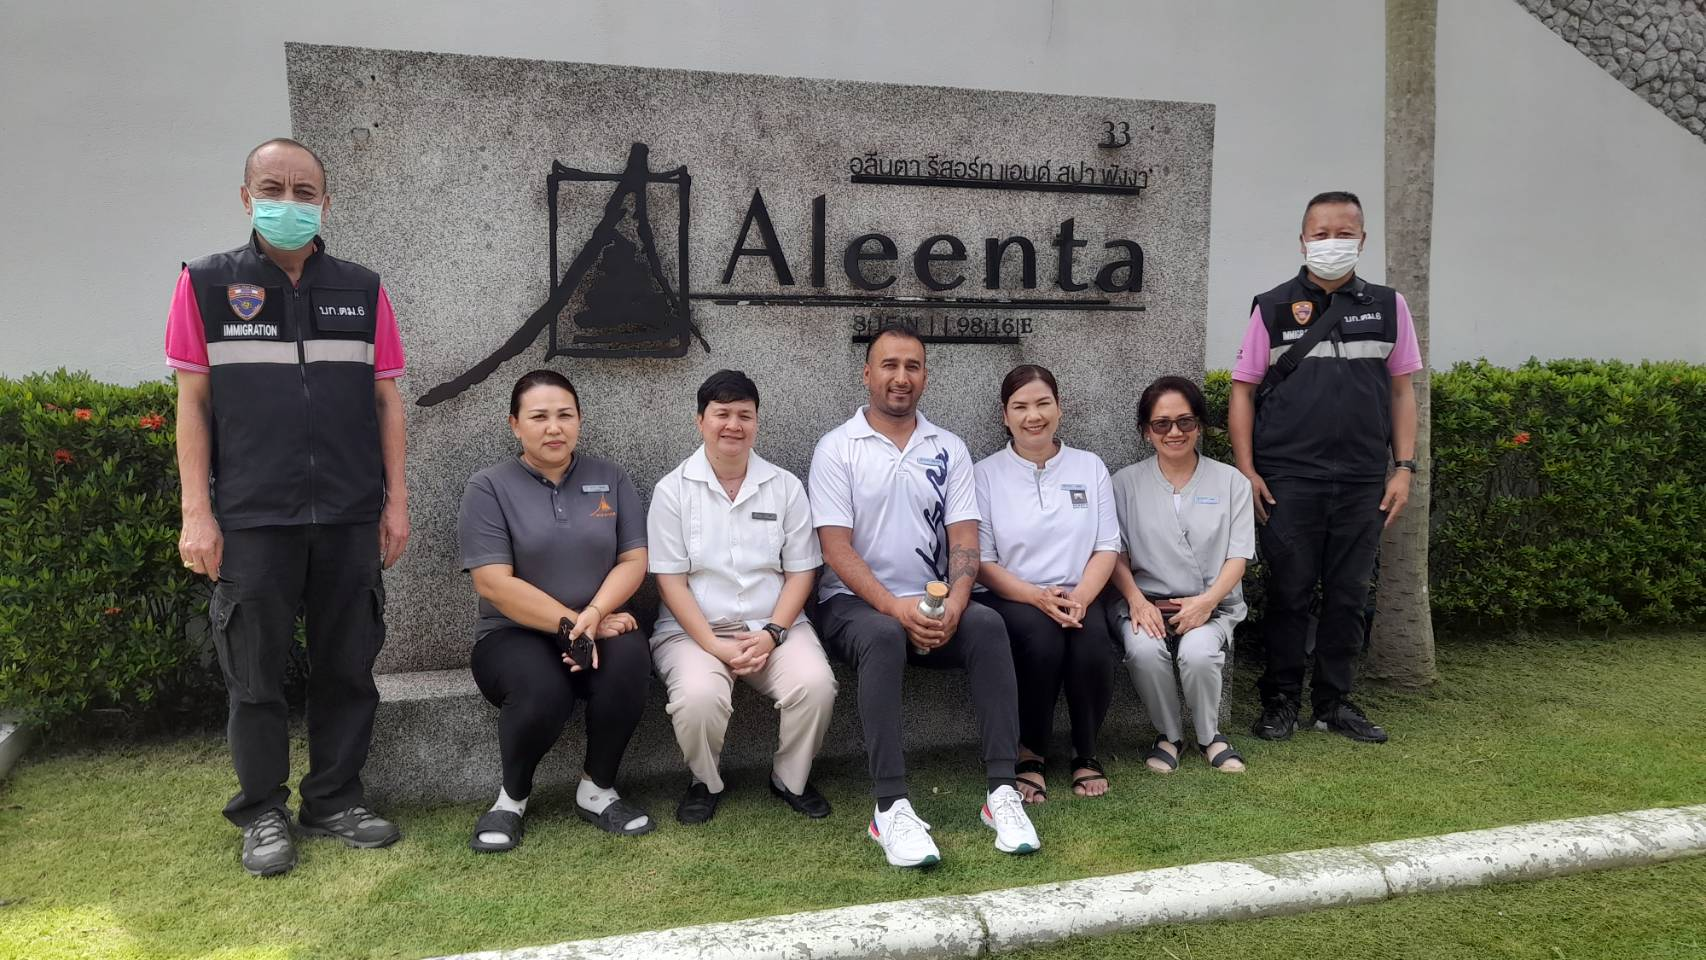 33
อลีนตา รีสอร์ท แอนด์ สปา พังงา
Aleenta
IMMIGRATION
บก.ตม.6
บก.ตม.6